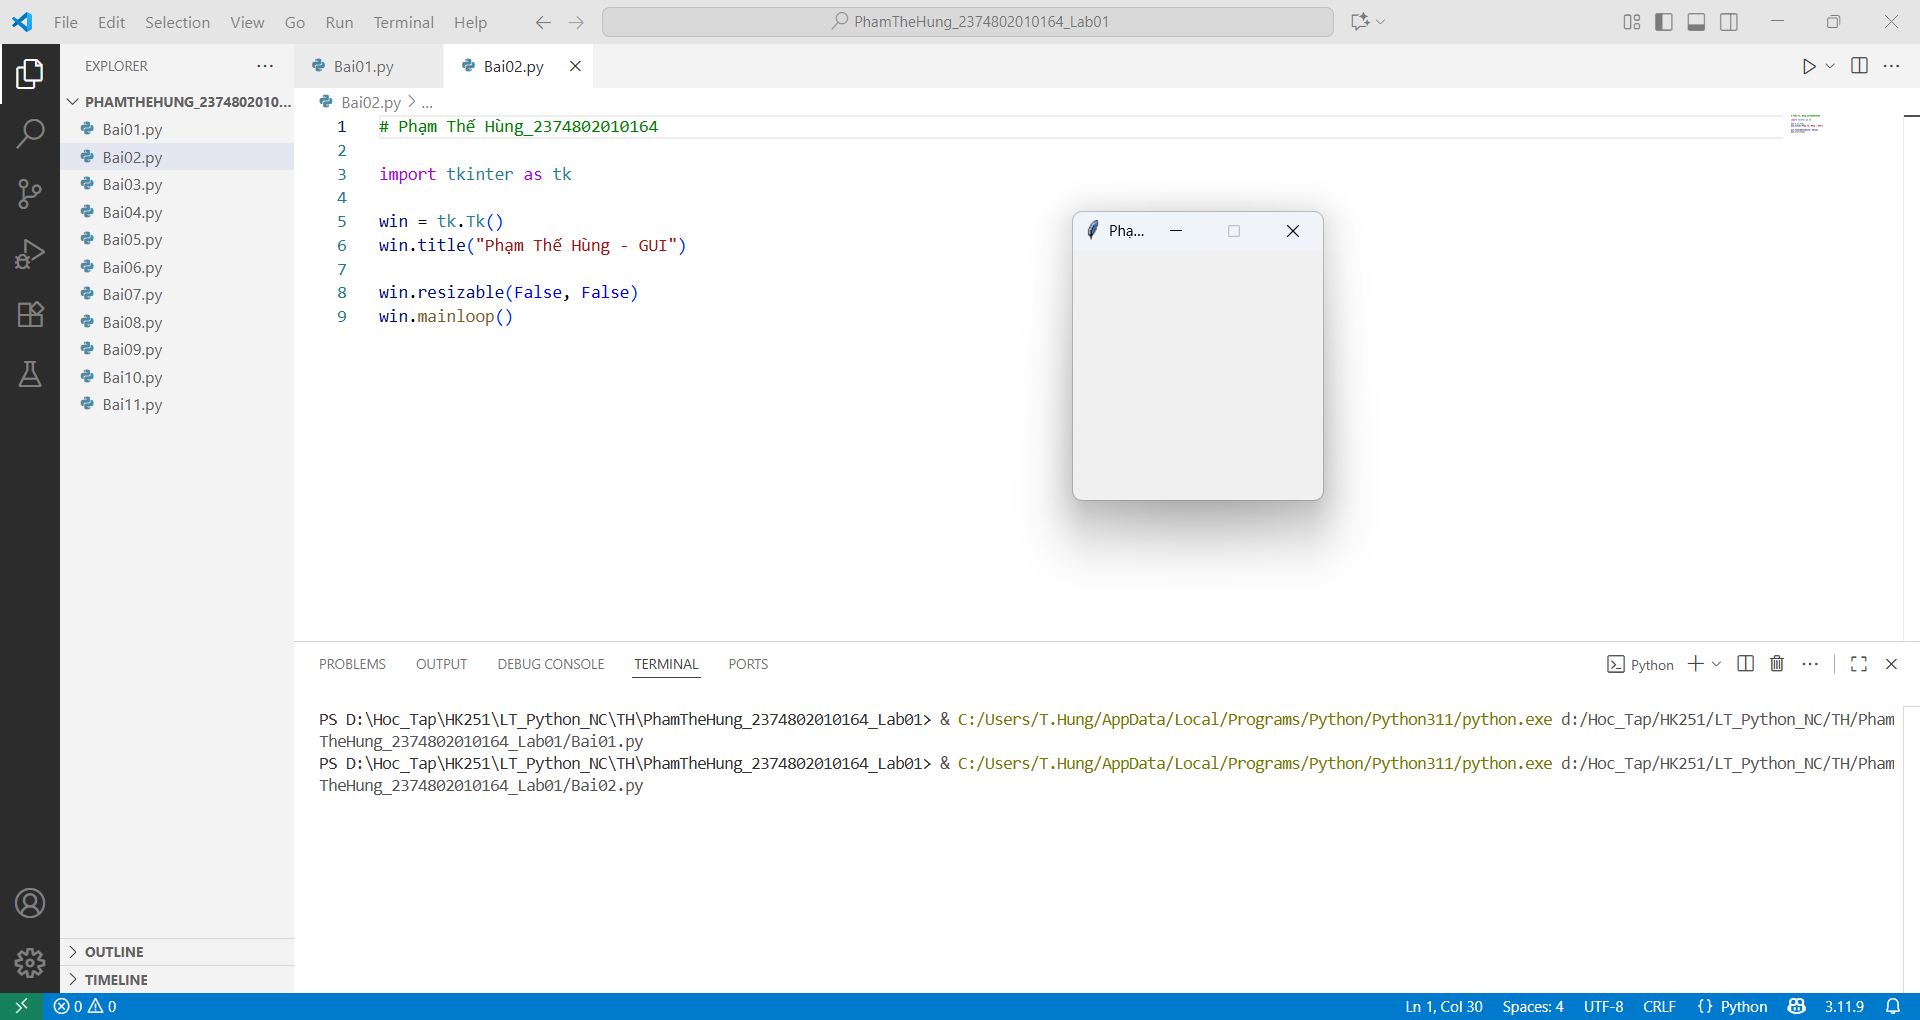 File Edit Selection View Go Run Terminal Help
PhamTheHung_2374802010164_Lab01
EXPLORER
PHAMTHEHUNG_2374802010...
Bai01.py
Bai02.py
Bai03.py
Bai04.py
Bai05.py
Bai06.py
Bai07.py
Bai08.py
Bai09.py
Bai10.py
Bai11.py
OUTLINE
TIMELINE
Bai01.py Bai02.py
Bai02.py > ...
1 # Phạm Thế Hùng_2374802010164
2
3 import tkinter as tk
4
5 win = tk.Tk()
6 win.title("Phạm Thế Hùng - GUI")
7
8 win.resizable(False, False)
9 win.mainloop()
Phạ...
PROBLEMS OUTPUT DEBUG CONSOLE TERMINAL PORTS
Python
PS D:\Hoc_Tap\HK251\LT_Python_NC\TH\PhamTheHung_2374802010164_Lab01> & C:/Users/T.Hung/AppData/Local/Programs/Python/Python311/python.exe d:/Hoc_Tap/HK251/LT_Python_NC/TH/Pham
TheHung_2374802010164_Lab01/Bai01.py
PS D:\Hoc_Tap\HK251\LT_Python_NC\TH\PhamTheHung_2374802010164_Lab01> & C:/Users/T.Hung/AppData/Local/Programs/Python/Python311/python.exe d:/Hoc_Tap/HK251/LT_Python_NC/TH/Pham
TheHung_2374802010164_Lab01/Bai02.py
0 0
Ln 1, Col 30 Spaces: 4 UTF-8 CRLF {} Python 3.11.9